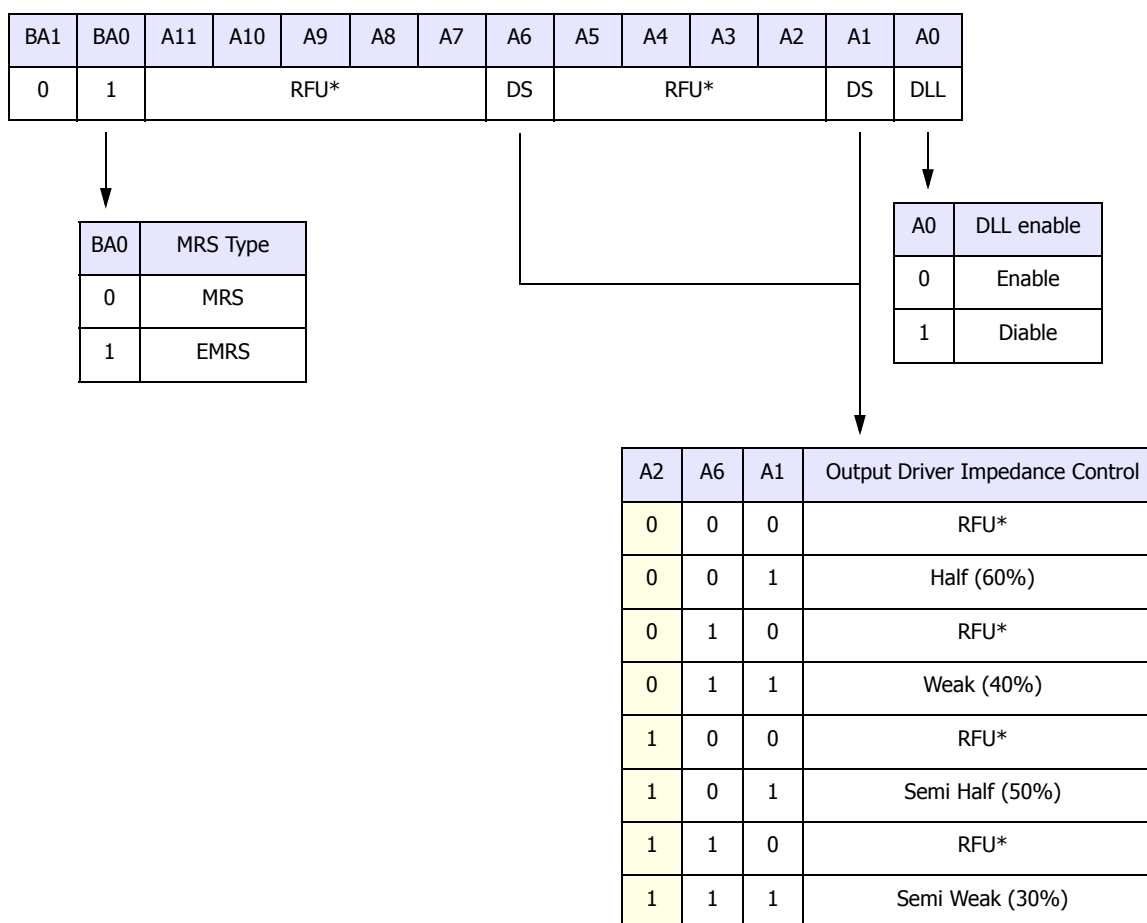 BA1 BA0 A11 A10 A9 A8 A7 A6 A5 A4 A3 A2 A1 A0
0 1 RFU* DS RFU* DS DLL
BA0 MRS Type
0 MRS
1 EMRS
A0 DLL enable
0 Enable
1 Diable
A2 A6 A1 Output Driver Impedance Control
0 0 0 RFU*
0 0 1 Half (60%)
0 1 0 RFU*
0 1 1 Weak (40%)
1 0 0 RFU*
1 0 1 Semi Half (50%)
1 1 0 RFU*
1 1 1 Semi Weak (30%)